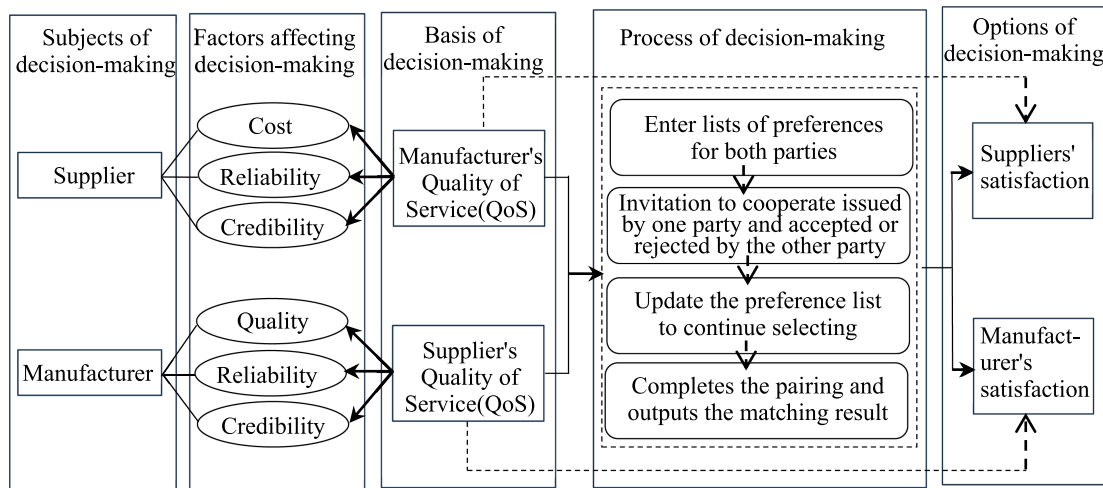 Subjects of
decision-making
Supplier
Manufacturer
Factors affecting
decision-making
Cost
Reliability
Credibility
Quality
Reliability
Credibility
Basis of
decision-making
Manufacturer's
Quality of
Service(QoS)
Supplier's
Quality of
Service(QoS)
Process of decision-making
Enter lists of preferences
for both parties
Invitation to cooperate issued
by one party and accepted or
rejected by the other party
Update the preference list
to continue selecting
Completes the pairing and
outputs the matching result
Options of
decision-making
Suppliers'
satisfaction
Manufact-
urer's
satisfaction